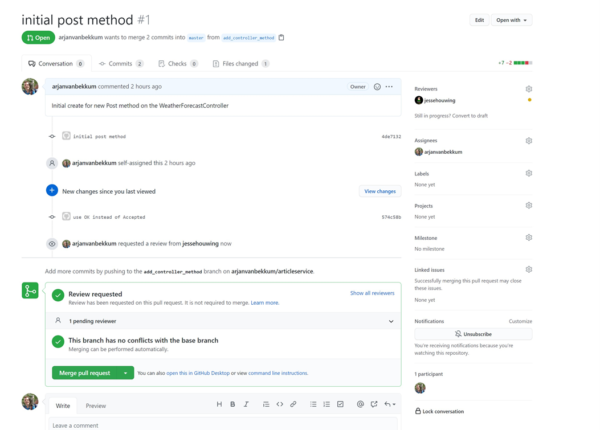 initial post method #1
Edit
Open with
Open
arjanvanbekkum wants to merge 2 commits into master from add_controller_method
Conversation 0
Commits 2
Checks 0
Files changed 1
+7 −2
arjanvanbekkum commented 2 hours ago
Owner
Initial create for new Post method on the WeatherForecastController
initial post method
4da7132
arjanvanbekkum self-assigned this 2 hours ago
New changes since you last viewed
View changes
use OK instead of Accepted
574c58b
arjanvanbekkum requested a review from jessehouwing now
Add more commits by pushing to the add_controller_method branch on arjanvanbekkum/articleservice.
Review requested
Show all reviewers
Review has been requested on this pull request. It is not required to merge. Learn more.
1 pending reviewer
This branch has no conflicts with the base branch
Merging can be performed automatically.
Merge pull request
You can also open this in GitHub Desktop or view command line instructions.
Write
Preview
H B I
Leave a comment
Reviewers
jessehouwing
Still in progress? Convert to draft
Assignees
arjanvanbekkum
Labels
None yet
Projects
None yet
Milestone
No milestone
Linked issues
Successfully merging this pull request may close
these issues.
None yet
Notifications
Customize
Unsubscribe
You're receiving notifications because you're
watching this repository.
1 participant
Lock conversation